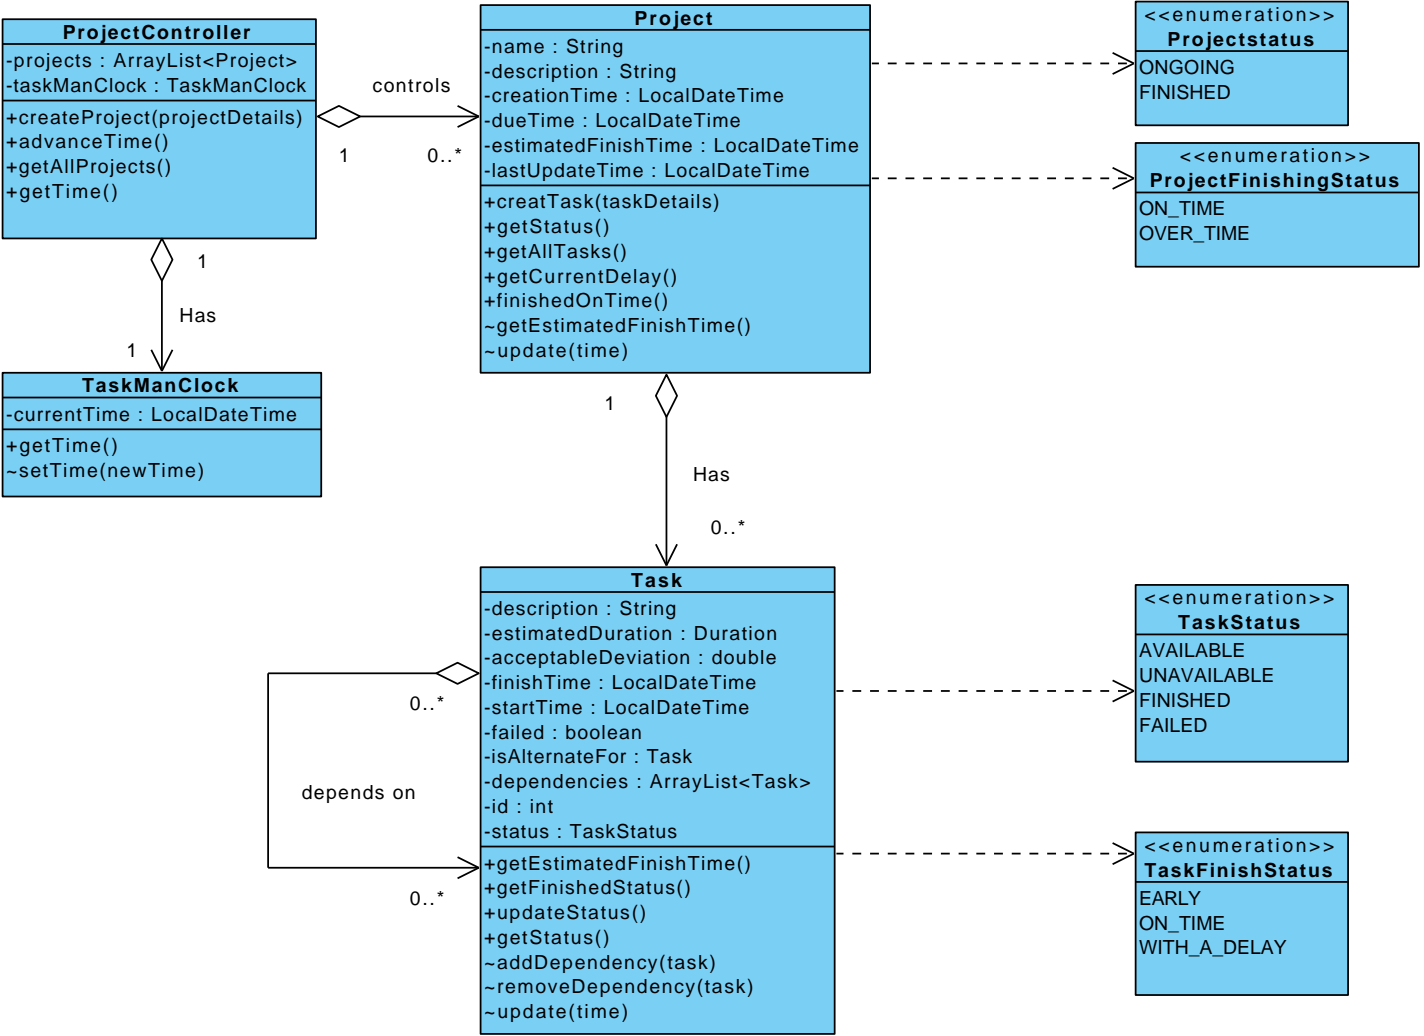 ProjectController
-projects : ArrayList<Project>
-taskManClock : TaskManClock
+createProject(projectDetails)
+advanceTime()
+getAllProjects()
+getTime()
controls
1
0..*
Project
-name : String
-description : String
-creationTime : LocalDateTime
-dueTime : LocalDateTime
-estimatedFinishTime : LocalDateTime
-lastUpdateTime : LocalDateTime
+creatTask(taskDetails)
+getStatus()
+getAllTasks()
+getCurrentDelay()
+finishedOnTime()
~getEstimatedFinishTime()
~update(time)
<<enumeration>>
Projectstatus
ONGOING
FINISHED
<<enumeration>>
ProjectFinishingStatus
ON_TIME
OVER_TIME
1
Has
1
TaskManClock
-currentTime : LocalDateTime
+getTime()
~setTime(newTime)
1
Has
0..*
Task
-description : String
-estimatedDuration : Duration
-acceptableDeviation : double
-finishTime : LocalDateTime
-startTime : LocalDateTime
-failed : boolean
-isAlternateFor : Task
-dependencies : ArrayList<Task>
-id : int
-status : TaskStatus
+getEstimatedFinishTime()
+getFinishedStatus()
+updateStatus()
+getStatus()
~addDependency(task)
~removeDependency(task)
~update(time)
0..*
depends on
0..*
<<enumeration>>
TaskStatus
AVAILABLE
UNAVAILABLE
FINISHED
FAILED
<<enumeration>>
TaskFinishStatus
EARLY
ON_TIME
WITH_A_DELAY